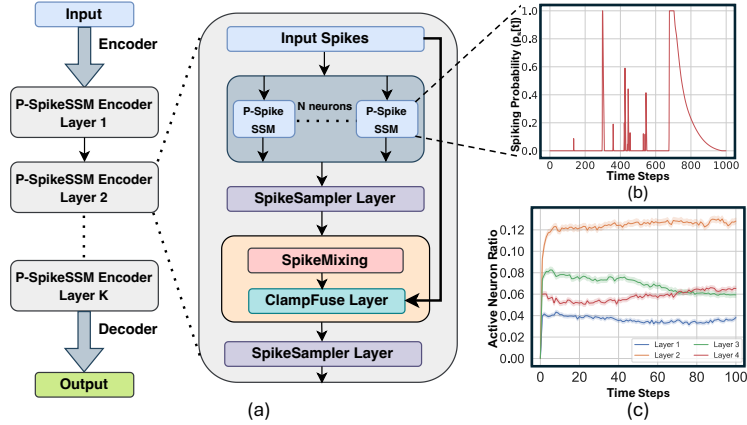 Input
Encoder
P-SpikeSSM Encoder
Layer 1
P-SpikeSSM Encoder
Layer 2
P-SpikeSSM Encoder
Layer K
Decoder
Output
Input Spikes
N neurons
P-Spike
SSM
P-Spike
SSM
SpikeSampler Layer
SpikeMixing
ClampFuse Layer
SpikeSampler Layer
(a)
Spiking Probability (pₛ[t])
1.0
0.8
0.6
0.4
0.2
0.0
0 200 400 600 800 1000
Time Steps
(b)
Active Neuron Ratio
0.12
0.10
0.08
0.06
0.04
0.02
0.00
Layer 1
Layer 2
Layer 3
Layer 4
0 20 40 60 80 100
Time Steps
(c)